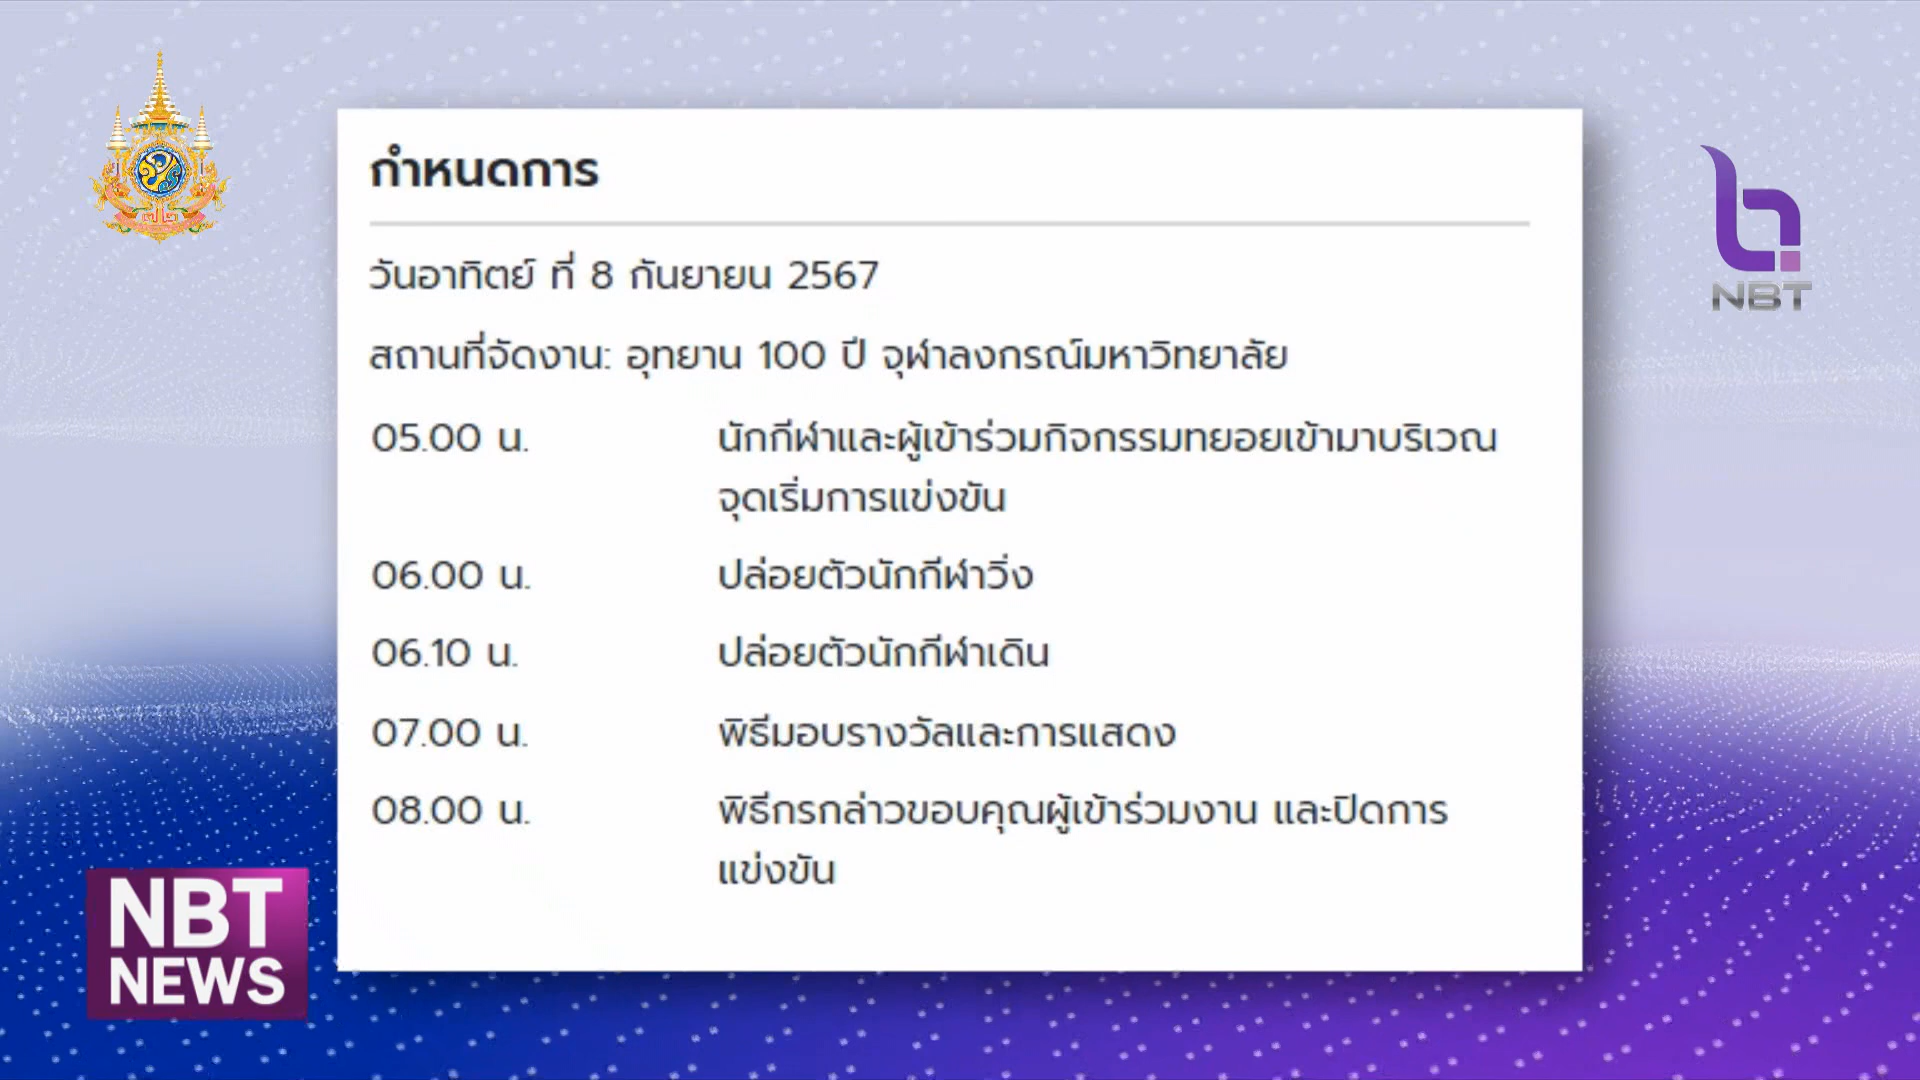 กำหนดการ
วันอาทิตย์ ที่ 8 กันยายน 2567
สถานที่จัดงาน: อุทยาน 100 ปี จุฬาลงกรณ์มหาวิทยาลัย
05.00 น. นักกีฬาและผู้เข้าร่วมกิจกรรมทยอยเข้ามาบริเวณ
จุดเริ่มการแข่งขัน
06.00 น. ปล่อยตัวนักกีฬาวิ่ง
06.10 น. ปล่อยตัวนักกีฬาเดิน
07.00 น. พิธีมอบรางวัลและการแสดง
08.00 น. พิธีกรกล่าวขอบคุณผู้เข้าร่วมงาน และปิดการ
แข่งขัน
NBT
NBT
NEWS